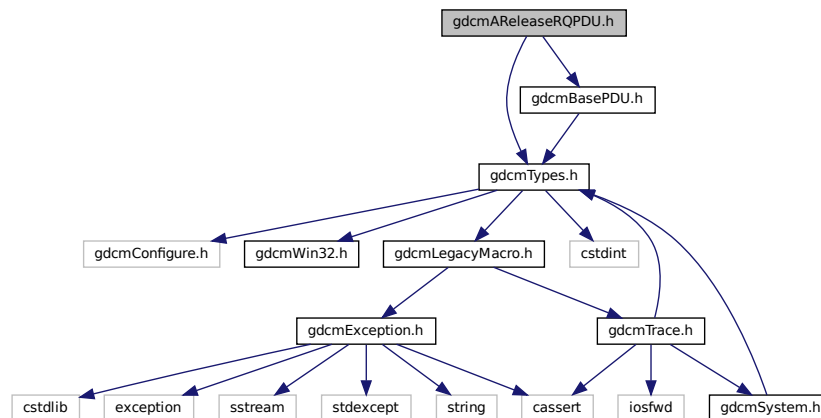 gdcmAReleaseRQPDU.h
gdcmBasePDU.h
gdcmTypes.h
gdcmConfigure.h
gdcmWin32.h
gdcmLegacyMacro.h
cstdint
gdcmException.h
gdcmTrace.h
cstdlib
exception
sstream
stdexcept
string
cassert
iosfwd
gdcmSystem.h